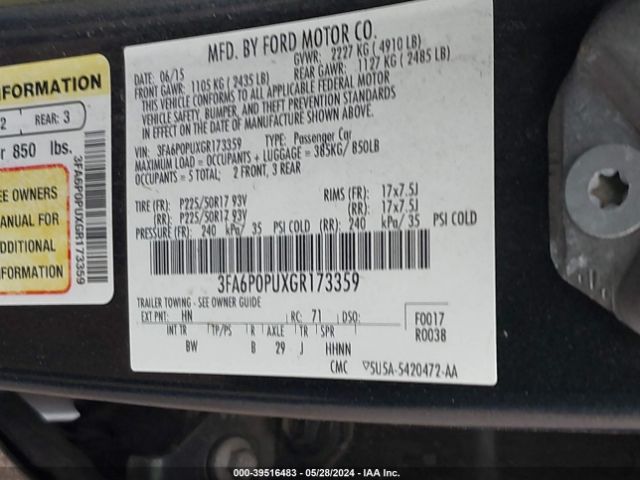 MFD. BY FORD MOTOR CO.
DATE: 06/15 GVWR: 2227 KG ( 4910 LB)
FRONT GAWR: 1105 KG ( 2435 LB) REAR GAWR: 1127 KG ( 2485 LB)
THIS VEHICLE CONFORMS TO ALL APPLICABLE FEDERAL MOTOR
VEHICLE SAFETY, BUMPER, AND THEFT PREVENTION STANDARDS
IN EFFECT ON THE DATE OF MANUFACTURE SHOWN ABOVE.
VIN: 3FA6P0PUXGR173359 TYPE: Passenger Car
MAXIMUM LOAD = OCCUPANTS + LUGGAGE = 385KG/850LB
OCCUPANTS = 5 TOTAL; 2 FRONT, 3 REAR
TIRE (FR): P225/50R17 93V RIMS (FR): 17x7.5J
(RR): P225/50R17 93V (RR): 17x7.5J
PRESSURE (FR): 240 kPa/ 35 PSI COLD (RR): 240 kPa/ 35 PSI COLD
3FA6P0PUXGR173359
TRAILER TOWING - SEE OWNER GUIDE
EXT PNT: HN RC: 71 DSO: F0017
INT TR TP/PS R AXLE TR SPR R0038
BW B 29 J HHNN
CMC 5USA-5420472-AA
INFORMATION
2 REAR: 3
850 lbs.
3FA6P0PUXGR173359
SEE OWNERS
MANUAL FOR
ADDITIONAL
INFORMATION
000-39516483 - 05/28/2024 - IAA Inc.